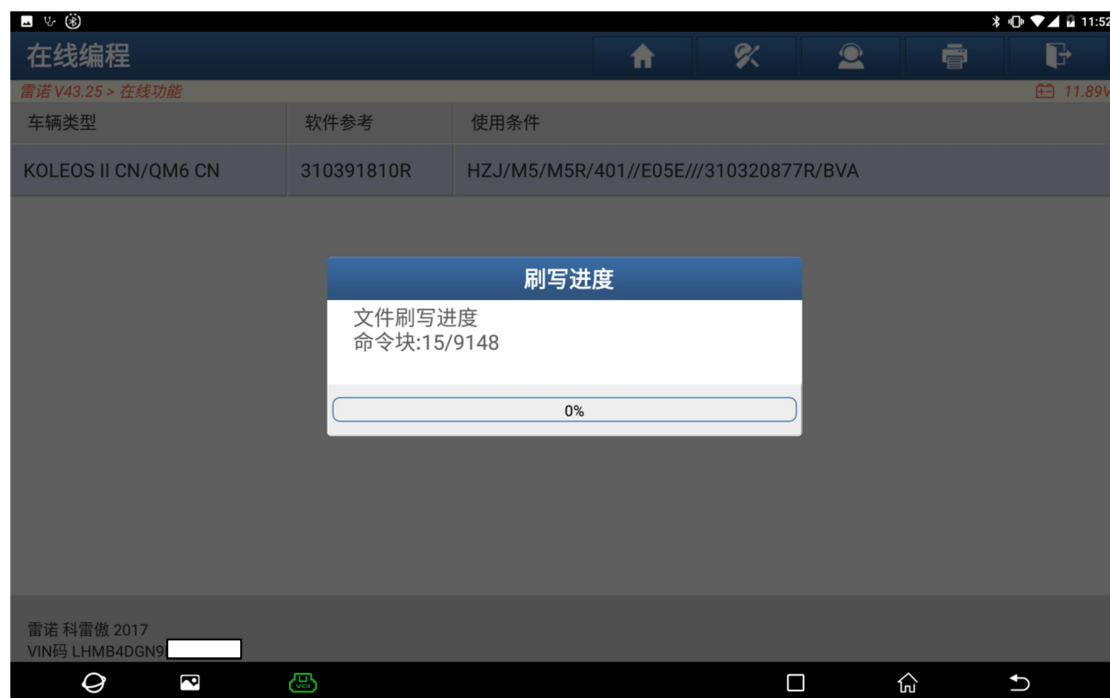 11:52
在线编程
雷诺 V43.25 > 在线功能
11.89V
车辆类型 软件参考 使用条件
KOLEOS II CN/QM6 CN 310391810R HZJ/M5/M5R/401//E05E///310320877R/BVA
刷写进度
文件刷写进度
命令块:15/9148
0%
雷诺 科雷傲 2017
VIN码 LHMB4DGN9
VCI